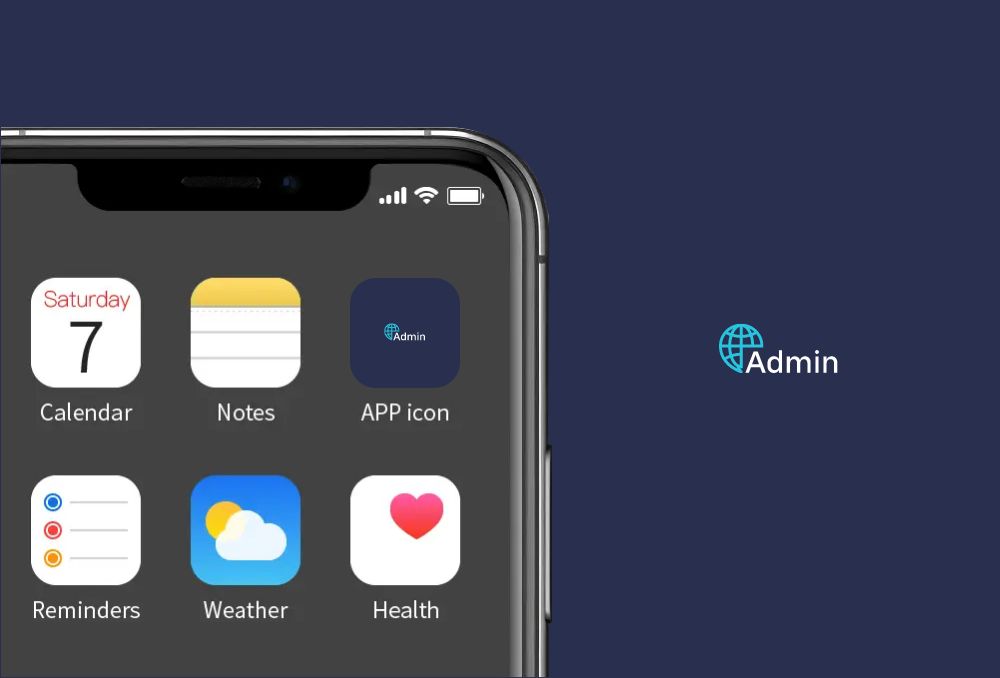 Saturday
7
Calendar
Notes
Admin
APP icon
Reminders
Weather
Health
Admin